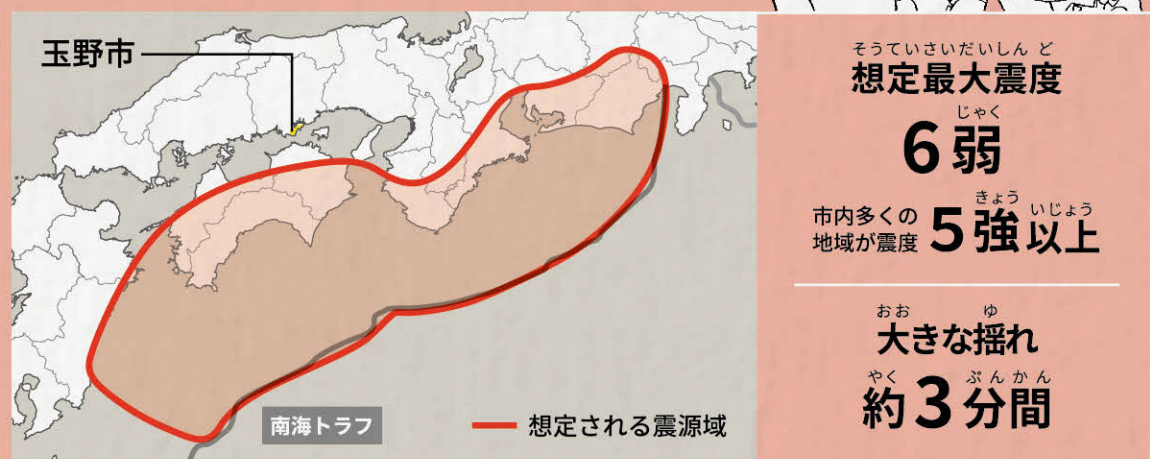 玉野市
南海トラフ
想定される震源域
そうていさいだいしん ど
想定最大震度
じゃく
6弱
きょう いじょう
市内多くの
地域が震度 5強以上
おお ゆ
大きな揺れ
やく ぷんかん
約3分間